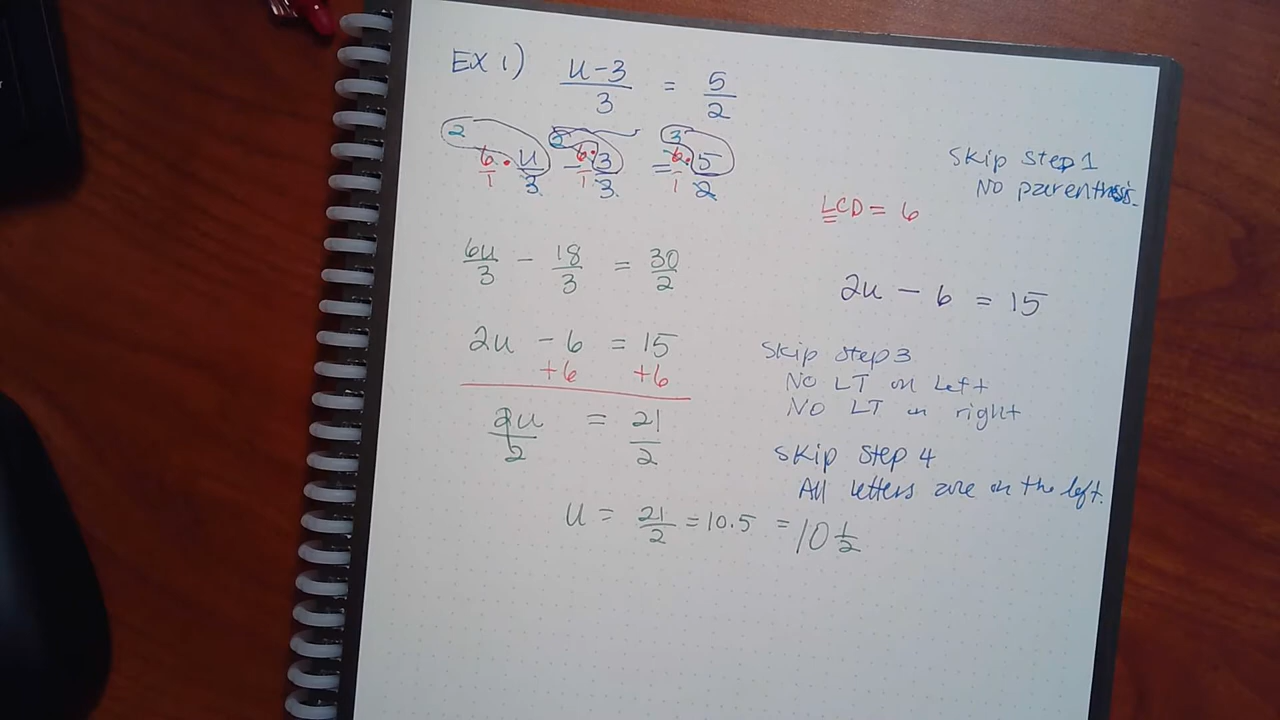 EX 1) u-3/3 = 5/2
2 6/1 · u/3 - 2 6/1 · 3/3 = 3 6/1 · 5/2
Skip Step 1
No parenthesis.
LCD = 6
6u/3 - 18/3 = 30/2
2u - 6 = 15
2u - 6 = 15
+6 +6
Skip Step 3
No LT on Left
No LT on right
2u/2 = 21/2
Skip Step 4
All letters are on the left.
u = 21/2 = 10.5 = 10 1/2